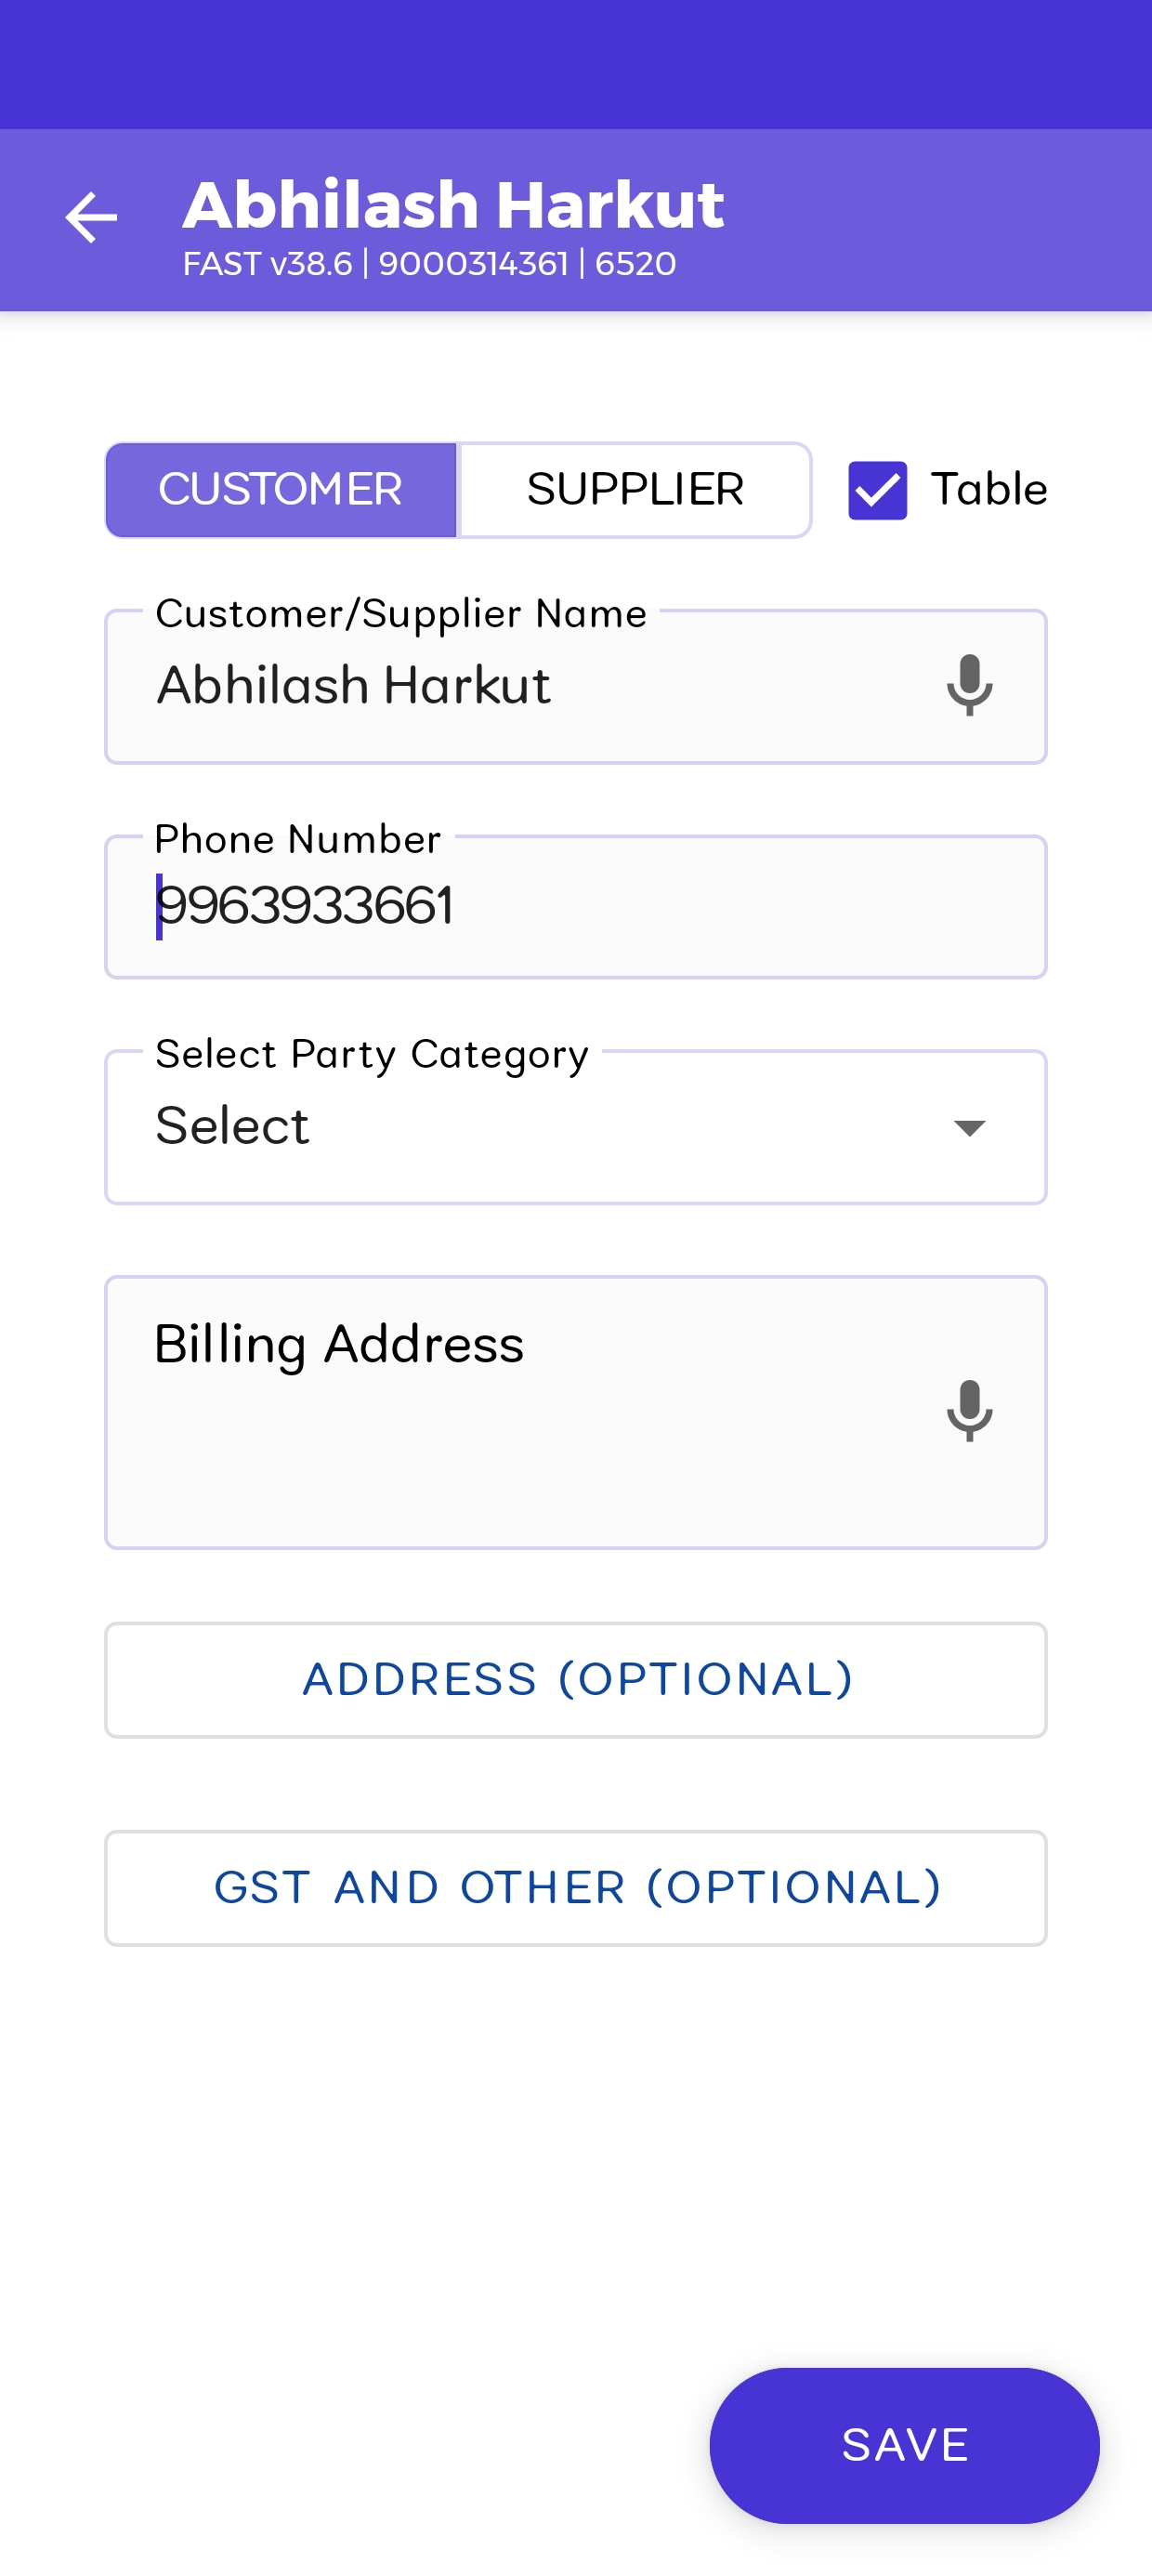 Abhilash Harkut
FAST v38.6 | 9000314361 | 6520
CUSTOMER SUPPLIER Table
Customer/Supplier Name
Abhilash Harkut
Phone Number
9963933661
Select Party Category
Select
Billing Address
ADDRESS (OPTIONAL)
GST AND OTHER (OPTIONAL)
SAVE